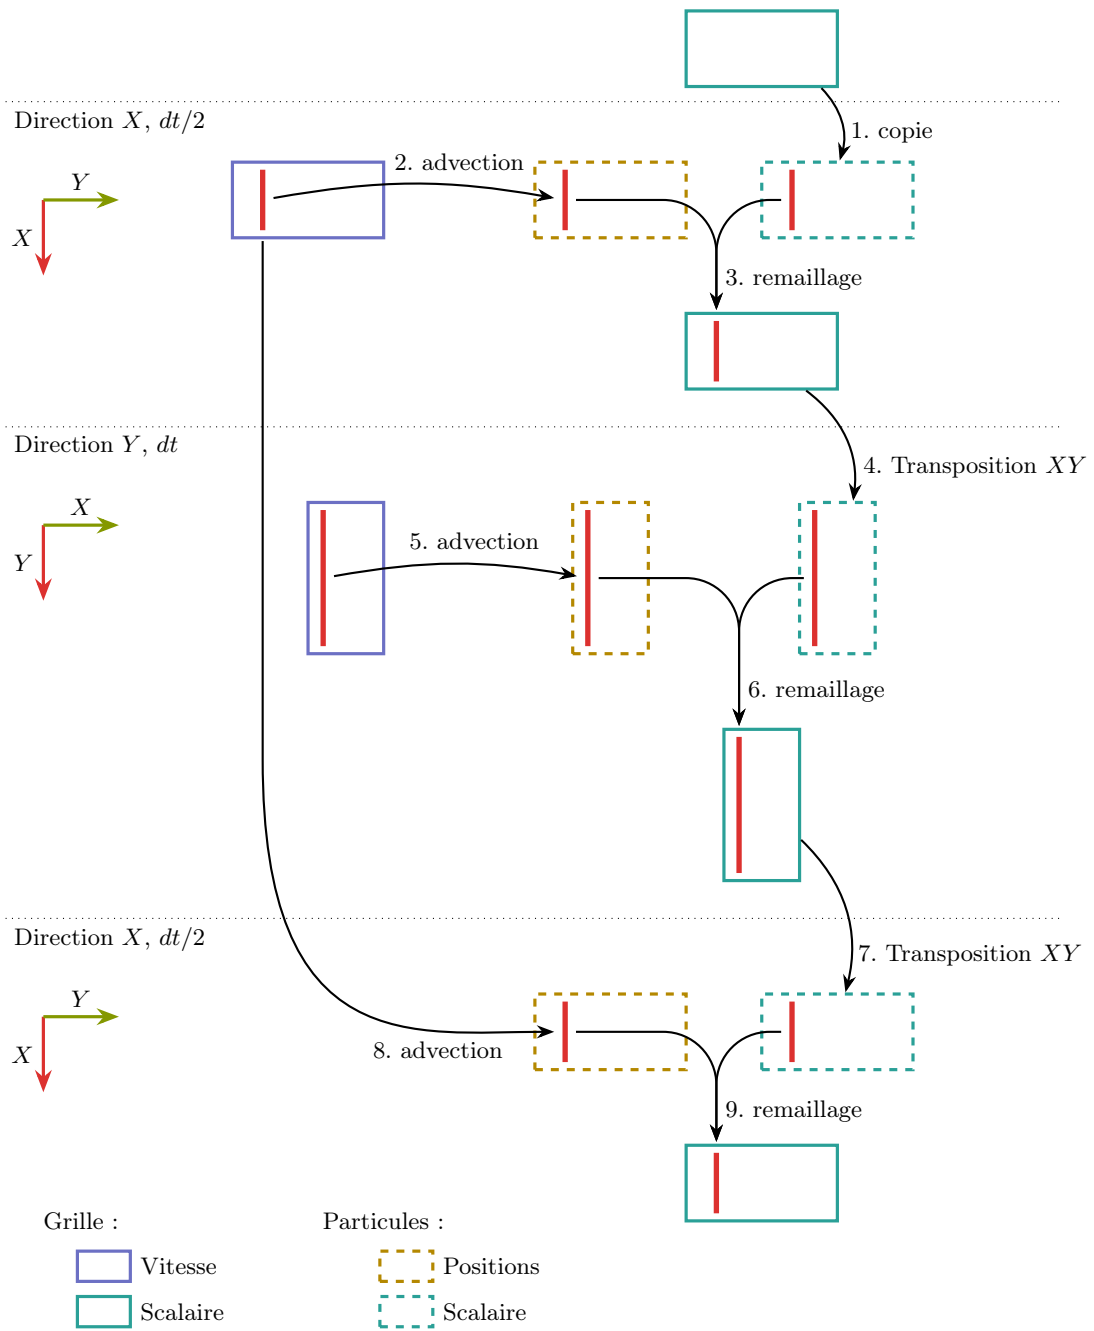 Direction X, dt/2
1. copie
2. advection
Y
X
3. remaillage
Direction Y, dt
4. Transposition XY
X
Y
5. advection
6. remaillage
Direction X, dt/2
7. Transposition XY
Y
X
8. advection
9. remaillage
Grille :
Particules :
Vitesse
Positions
Scalaire
Scalaire